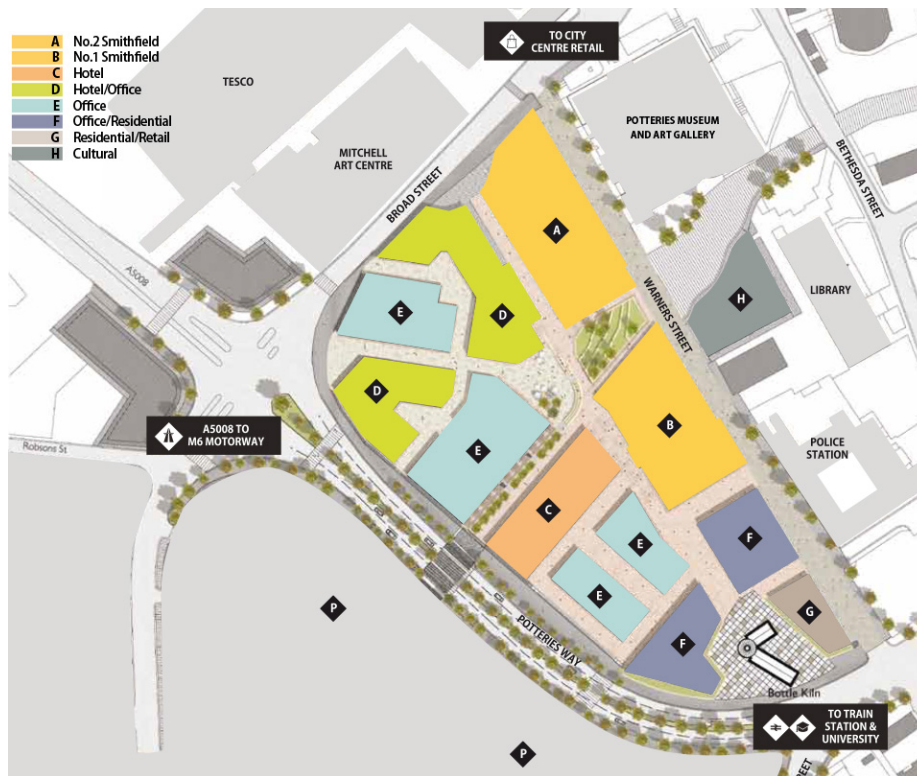 TO CITY
CENTRE RETAIL
A No.2 Smithfield
B No.1 Smithfield
C Hotel
D Hotel/Office
E Office
F Office/Residential
G Residential/Retail
H Cultural
TESCO
MITCHELL
ART CENTRE
POTTERIES MUSEUM
AND ART GALLERY
BETHESDA STREET
BROAD STREET
A
A5008
WARNERS STREET
H
LIBRARY
E
D
D
B
A5008 TO
M6 MOTORWAY
Robsons St
E
POLICE
STATION
C
F
E
E
P
G
POTTERIES WAY
F
Bottle Kiln
TO TRAIN
STATION &
UNIVERSITY
P